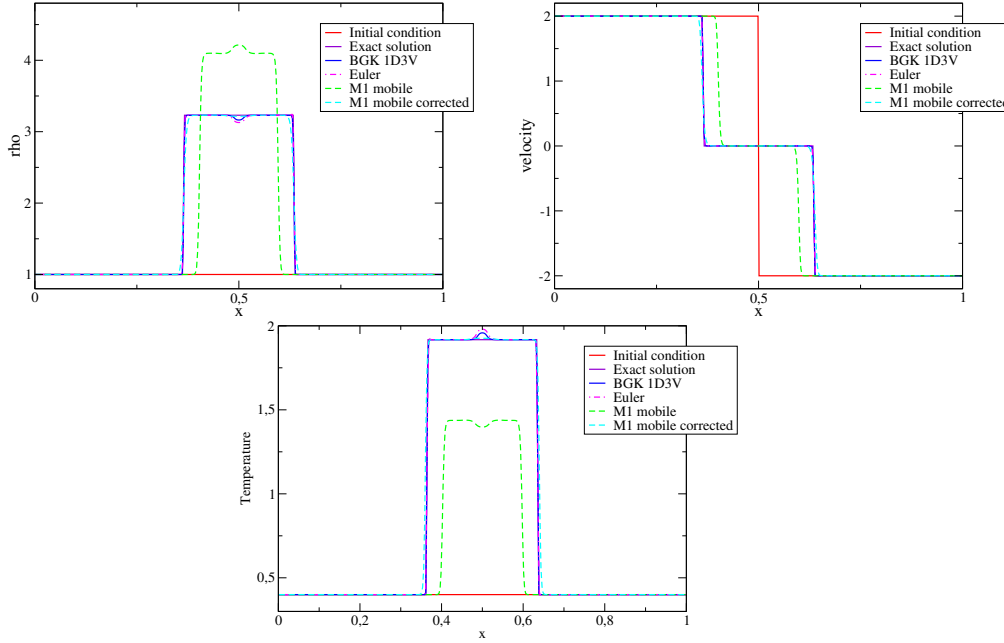 4
3
2
1
rho
0
0,5
1
x
Initial condition
Exact solution
BGK 1D3V
Euler
M1 mobile
M1 mobile corrected
2
1
0
-1
-2
velocity
0
0,5
1
x
Initial condition
Exact solution
BGK 1D3V
Euler
M1 mobile
M1 mobile corrected
2
1,5
1
0,5
Temperature
0
0,2
0,4
0,6
0,8
1
x
Initial condition
Exact solution
BGK 1D3V
Euler
M1 mobile
M1 mobile corrected